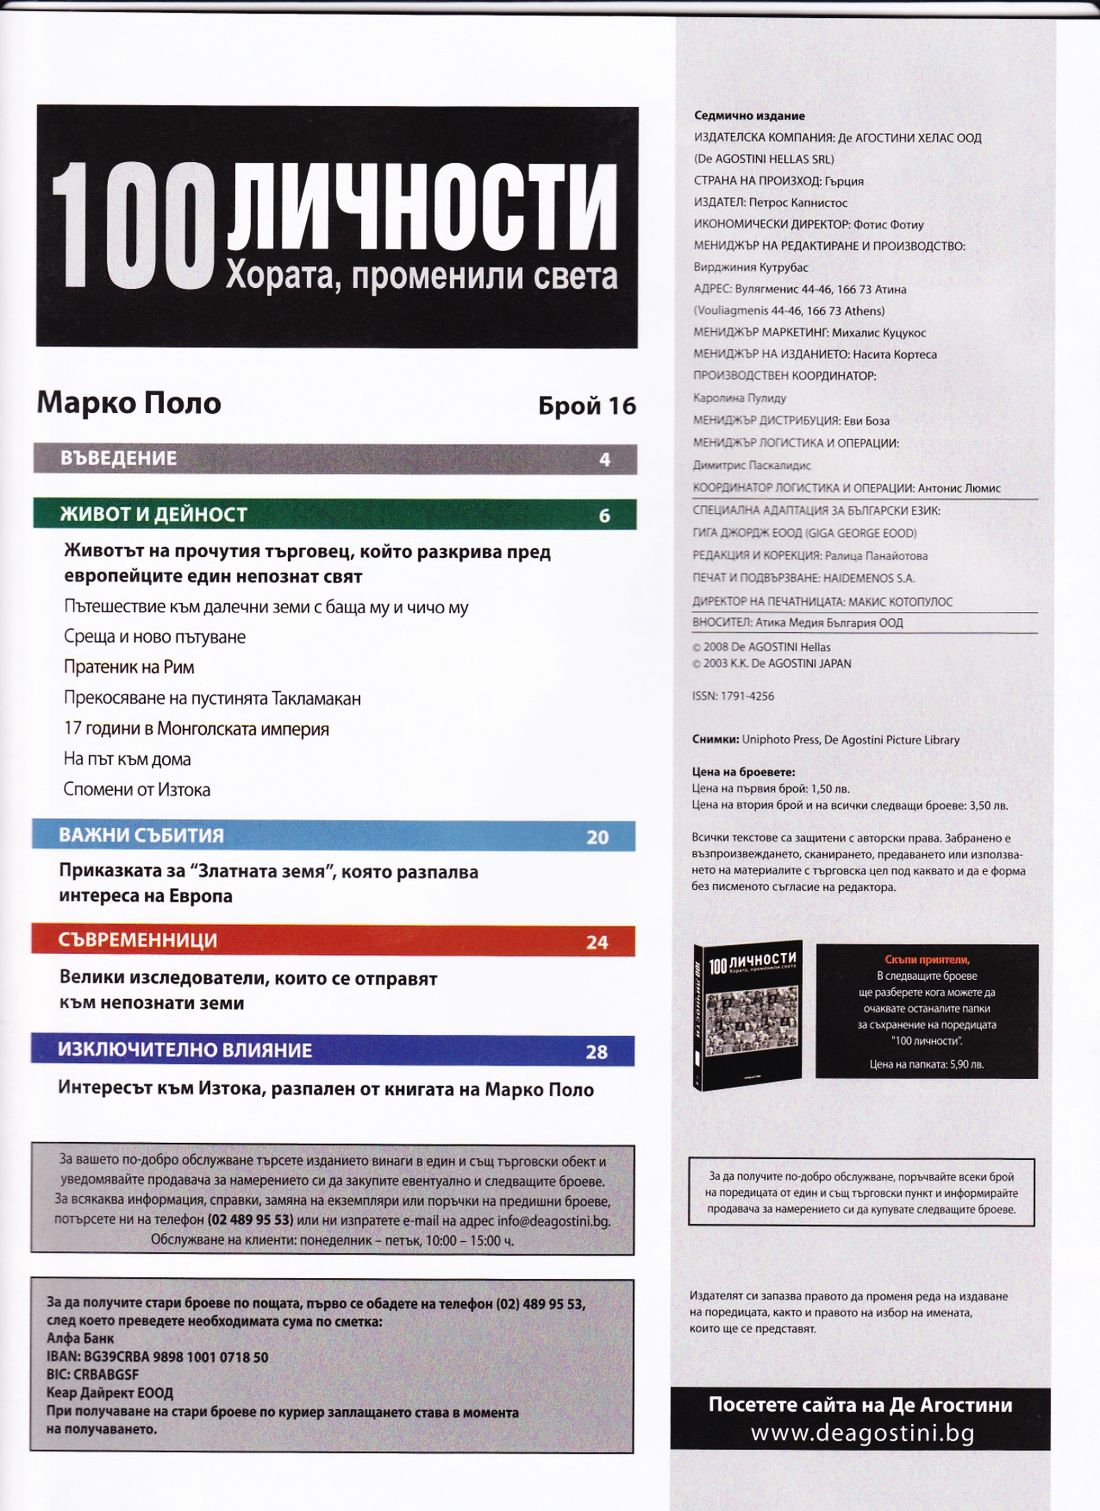 100 ЛИЧНОСТИ
Хората, променили света
Марко Поло
Брой 16
ВЪВЕДЕНИЕ 4
ЖИВОТ И ДЕЙНОСТ 6
Животът на прочутия търговец, който разкрива пред
европейците един непознат свят
Пътешествие към далечни земи с баща му и чичо му
Среща и ново пътуване
Пратеник на Рим
Прекосяване на пустинята Такламакан
17 години в Монголската империя
На път към дома
Спомени от Изтока
ВАЖНИ СЪБИТИЯ 20
Приказката за “Златната земя”, която разпалва
интереса на Европа
СЪВРЕМЕННИЦИ 24
Велики изследователи, които се отправят
към непознати земи
ИЗКЛЮЧИТЕЛНО ВЛИЯНИЕ 28
Интересът към Изтока, разпален от книгата на Марко Поло
За вашето по-добро обслужване търсете изданието винаги в един и същ търговски обект и
уведомявайте продавача за намерението си да закупите евентуално и следващите броеве.
За всякаква информация, справки, замяна на екземпляри или поръчки на предишни броеве,
потърсете ни на телефон (02 489 95 53) или ни изпратете e-mail на адрес info@deagostini.bg.
Обслужване на клиенти: понеделник – петък, 10:00 – 15:00 ч.
За да получите стари броеве по пощата, първо се обадете на телефон (02) 489 95 53,
след което преведете необходимата сума по сметка:
Алфа Банк
IBAN: BG39CRBA 9898 1001 0718 50
BIC: CRBABGSF
Кеар Дайрект ЕООД
При получаване на стари броеве по куриер заплащането става в момента
на получаването.
Седмично издание
ИЗДАТЕЛСКА КОМПАНИЯ: Де АГОСТИНИ ХЕЛАС ООД
(De AGOSTINI HELLAS SRL)
СТРАНА НА ПРОИЗХОД: Гърция
ИЗДАТЕЛ: Петрос Капнистос
ИКОНОМИЧЕСКИ ДИРЕКТОР: Фотис Фотиу
МЕНИДЖЪР НА РЕДАКТИРАНЕ И ПРОИЗВОДСТВО:
Вирджиния Кутрубас
АДРЕС: Вулягменис 44-46, 166 73 Атина
(Vouliagmenis 44-46, 166 73 Athens)
МЕНИДЖЪР МАРКЕТИНГ: Михалис Куцукос
МЕНИДЖЪР НА ИЗДАНИЕТО: Насита Кортеса
ПРОИЗВОДСТВЕН КООРДИНАТОР:
Каролина Пулиду
МЕНИДЖЪР ДИСТРИБУЦИЯ: Еви Боза
МЕНИДЖЪР ЛОГИСТИКА И ОПЕРАЦИИ:
Димитрис Паскалидис
КООРДИНАТОР ЛОГИСТИКА И ОПЕРАЦИИ: Антонис Люмис
СПЕЦИАЛНА АДАПТАЦИЯ ЗА БЪЛГАРСКИ ЕЗИК:
ГИГА ДЖОРДЖ ЕООД (GIGA GEORGE EOOD)
РЕДАКЦИЯ И КОРЕКЦИЯ: Ралица Панайотова
ПЕЧАТ И ПОДВЪРЗВАНЕ: HAIDEMENOS S.A.
ДИРЕКТОР НА ПЕЧАТНИЦАТА: МАКИС КОТОПУЛОС
ВНОСИТЕЛ: Атика Медия България ООД
© 2008 De AGOSTINI Hellas
© 2003 K.K. De AGOSTINI JAPAN
ISSN: 1791-4256
Снимки: Uniphoto Press, De Agostini Picture Library
Цена на броевете:
Цена на първия брой: 1,50 лв.
Цена на втория брой и на всички следващи броеве: 3,50 лв.
Всички текстове са защитени с авторски права. Забранено е
възпроизвеждането, сканирането, предаването или използва-
нето на материалите с търговска цел под каквато и да е форма
без писменото съгласие на редактора.
100 ЛИЧНОСТИ
Хората, променили света
100 ЛИЧНОСТИ
Скъпи приятели,
В следващите броеве
ще разберете кога можете да
очаквате останалите папки
за съхранение на поредицата
"100 личности".
Цена на папката: 5,90 лв.
За да получите по-добро обслужване, поръчвайте всеки брой
на поредицата от един и същ търговски пункт и информирайте
продавача за намерението си да купувате следващите броеве.
Издателят си запазва правото да променя реда на издаване
на поредицата, както и правото на избор на имената,
които ще се представят.
Посетете сайта на Де Агостини
www.deagostini.bg